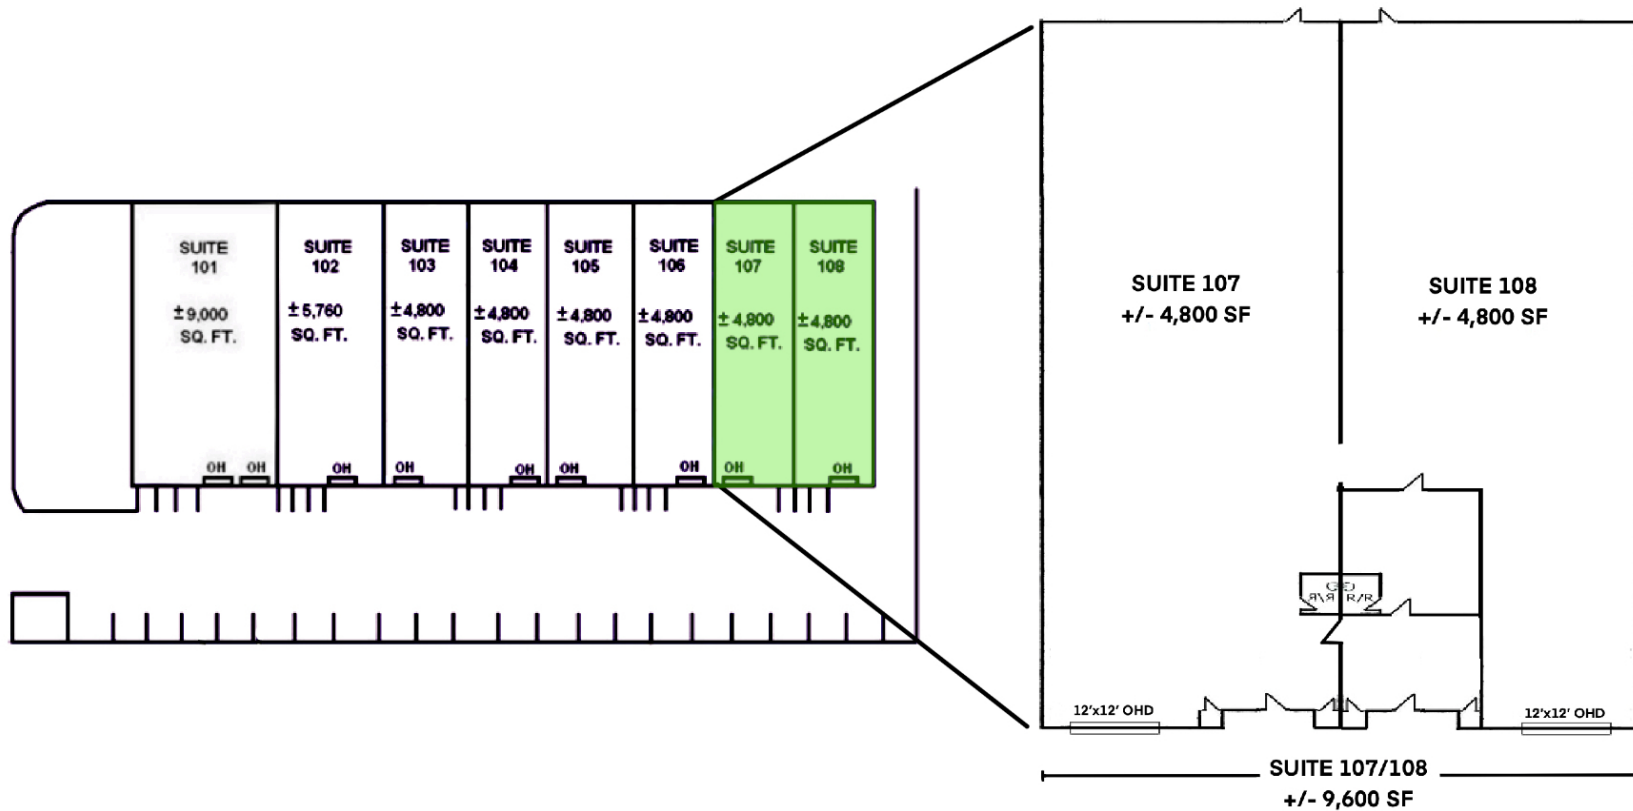 SUITE
101
±9,000
SQ. FT.
OH OH
SUITE
102
±5,760
SQ. FT.
OH
SUITE
103
±4,800
SQ. FT.
OH
SUITE
104
±4,800
SQ. FT.
OH
SUITE
105
±4,800
SQ. FT.
OH
SUITE
106
±4,800
SQ. FT.
OH
SUITE
107
±4,800
SQ. FT.
OH
SUITE
108
±4,800
SQ. FT.
OH
SUITE 107
+/- 4,800 SF
SUITE 108
+/- 4,800 SF
R/R R/R
12'x12' OHD
12'x12' OHD
SUITE 107/108
+/- 9,600 SF